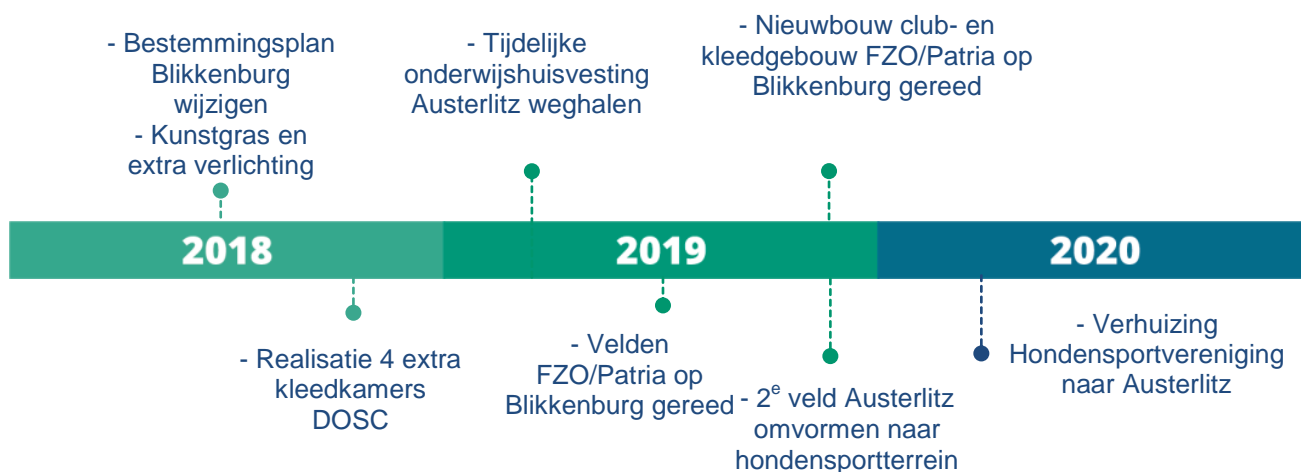 - Bestemmingsplan
Blikkenburg
wijzigen
- Kunstgras en
extra verlichting
- Tijdelijke
onderwijshuisvesting
Austerlitz weghalen
- Nieuwbouw club- en
kleedgebouw FZO/Patria op
Blikkenburg gereed
2018
2019
2020
- Realisatie 4 extra
kleedkamers
DOSC
- Velden
FZO/Patria op
Blikkenburg gereed
- 2e veld Austerlitz
omvormen naar
hondensportterrein
- Verhuizing
Hondensportvereniging
naar Austerlitz